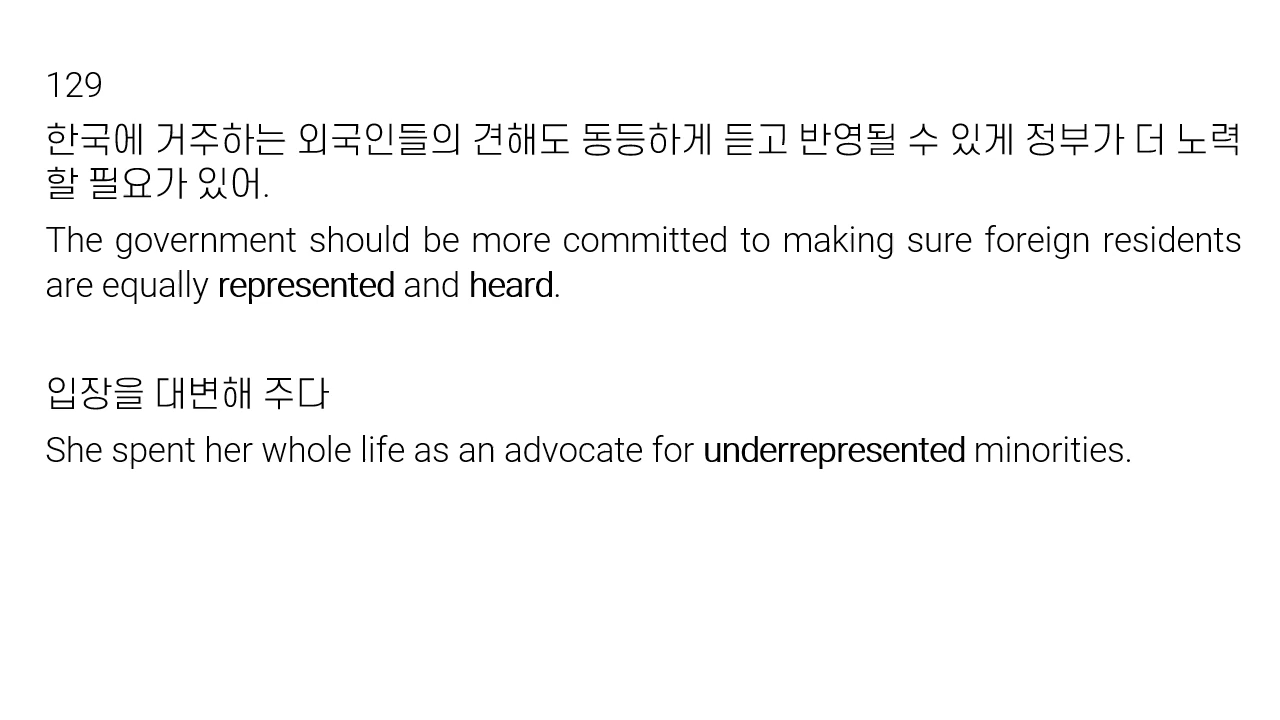 129
한국에 거주하는 외국인들의 견해도 동등하게 듣고 반영될 수 있게 정부가 더 노력
할 필요가 있어.
The government should be more committed to making sure foreign residents
are equally represented and heard.
입장을 대변해 주다
She spent her whole life as an advocate for underrepresented minorities.